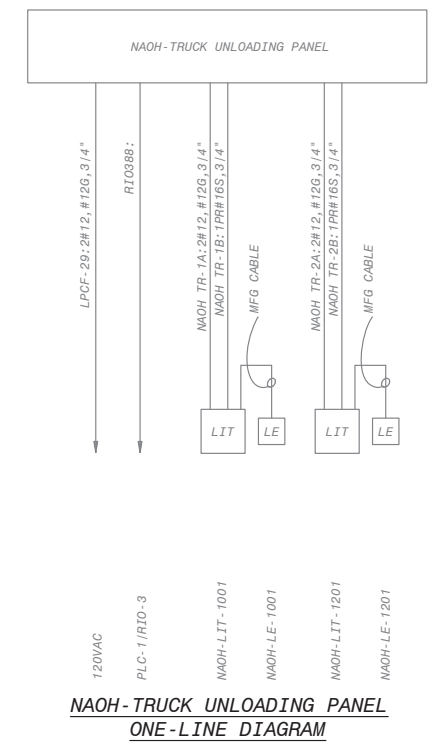 NAOH-TRUCK UNLOADING PANEL
LPCF-29:2#12,#12G,3/4"
RIO388:
NAOH TR-1A:2#12,#12G,3/4"
NAOH TR-1B:1PR#16S,3/4"
MFG CABLE
NAOH TR-2A:2#12,#12G,3/4"
NAOH TR-2B:1PR#16S,3/4"
MFG CABLE
LIT
LE
LIT
LE
120VAC
PLC-1/RIO-3
NAOH-LIT-1001
NAOH-LE-1001
NAOH-LIT-1201
NAOH-LE-1201
NAOH-TRUCK UNLOADING PANEL
ONE-LINE DIAGRAM